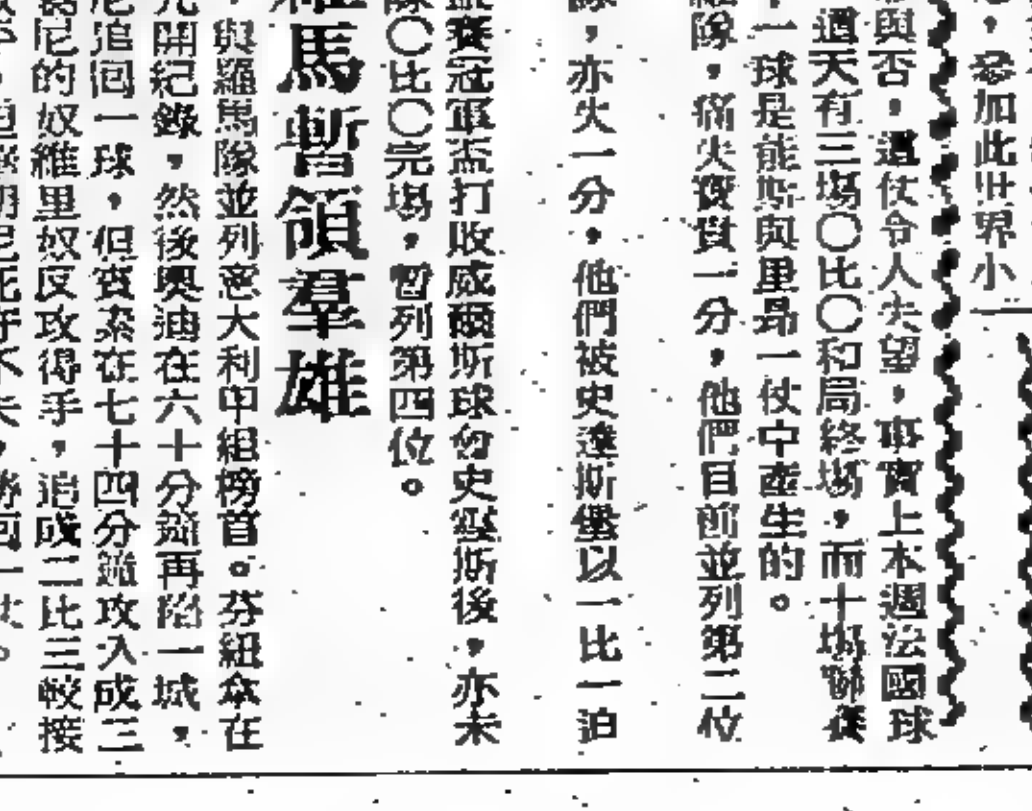 ，參加此世界小
與否，這仗令人失望，事實上本週法國球
這天有三場〇比〇和局終場，而十場聯賽
一球是能斯與里昂一仗中產生的。
隊，痛失寶貴一分，他們目前並列第二位
隊，亦失一分，他們被史達斯堡以一比一泊
賽冠軍盃打敗威爾斯球會史雲斯後，亦未
隊〇比〇完場，暫列第四位。
羅馬暫領羣雄
與羅馬隊並列意大利甲組榜首。芬組拿在
開紀錄，然後奧迪在六十分鐘再陷一城，
尼追回一球，但賓索在七十四分鐘攻入成三
尼的奴維里奴反攻得手，追成二比三較接